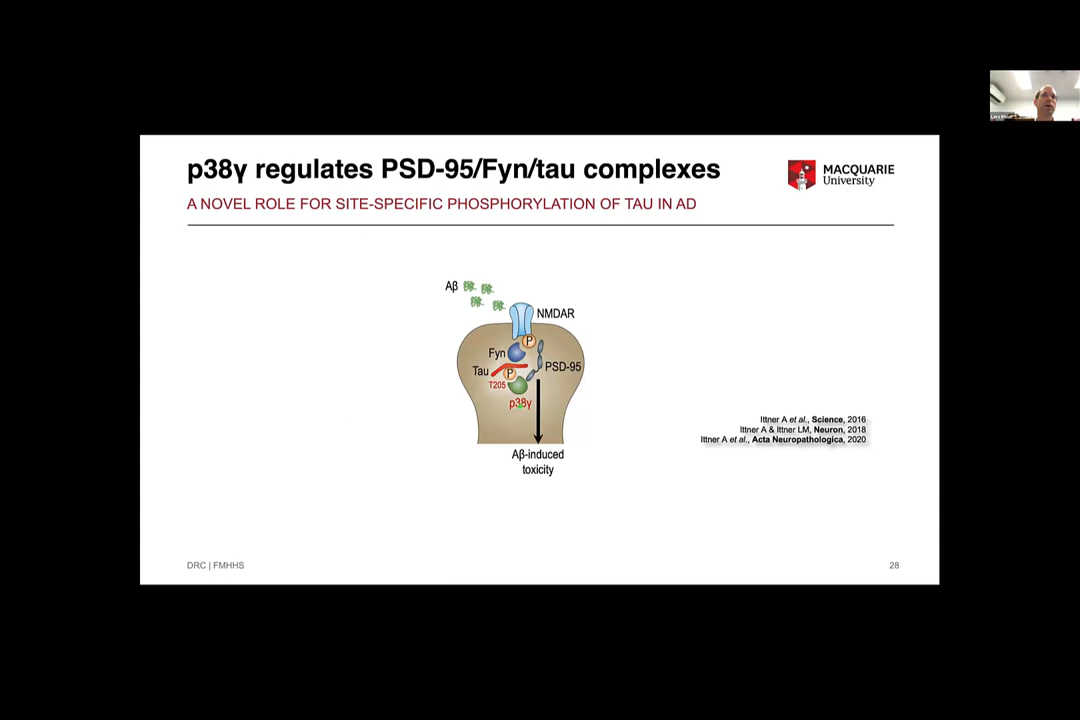 p38γ regulates PSD-95/Fyn/tau complexes
A NOVEL ROLE FOR SITE-SPECIFIC PHOSPHORYLATION OF TAU IN AD
MACQUARIE
University
Aβ
NMDAR
P
Fyn
Tau
P
PSD-95
T205
p38γ
Aβ-induced
toxicity
Ittner A et al., Science, 2016
Ittner A & Ittner LM, Neuron, 2018
Ittner A et al., Acta Neuropathologica, 2020
DRC | FMHHS
28